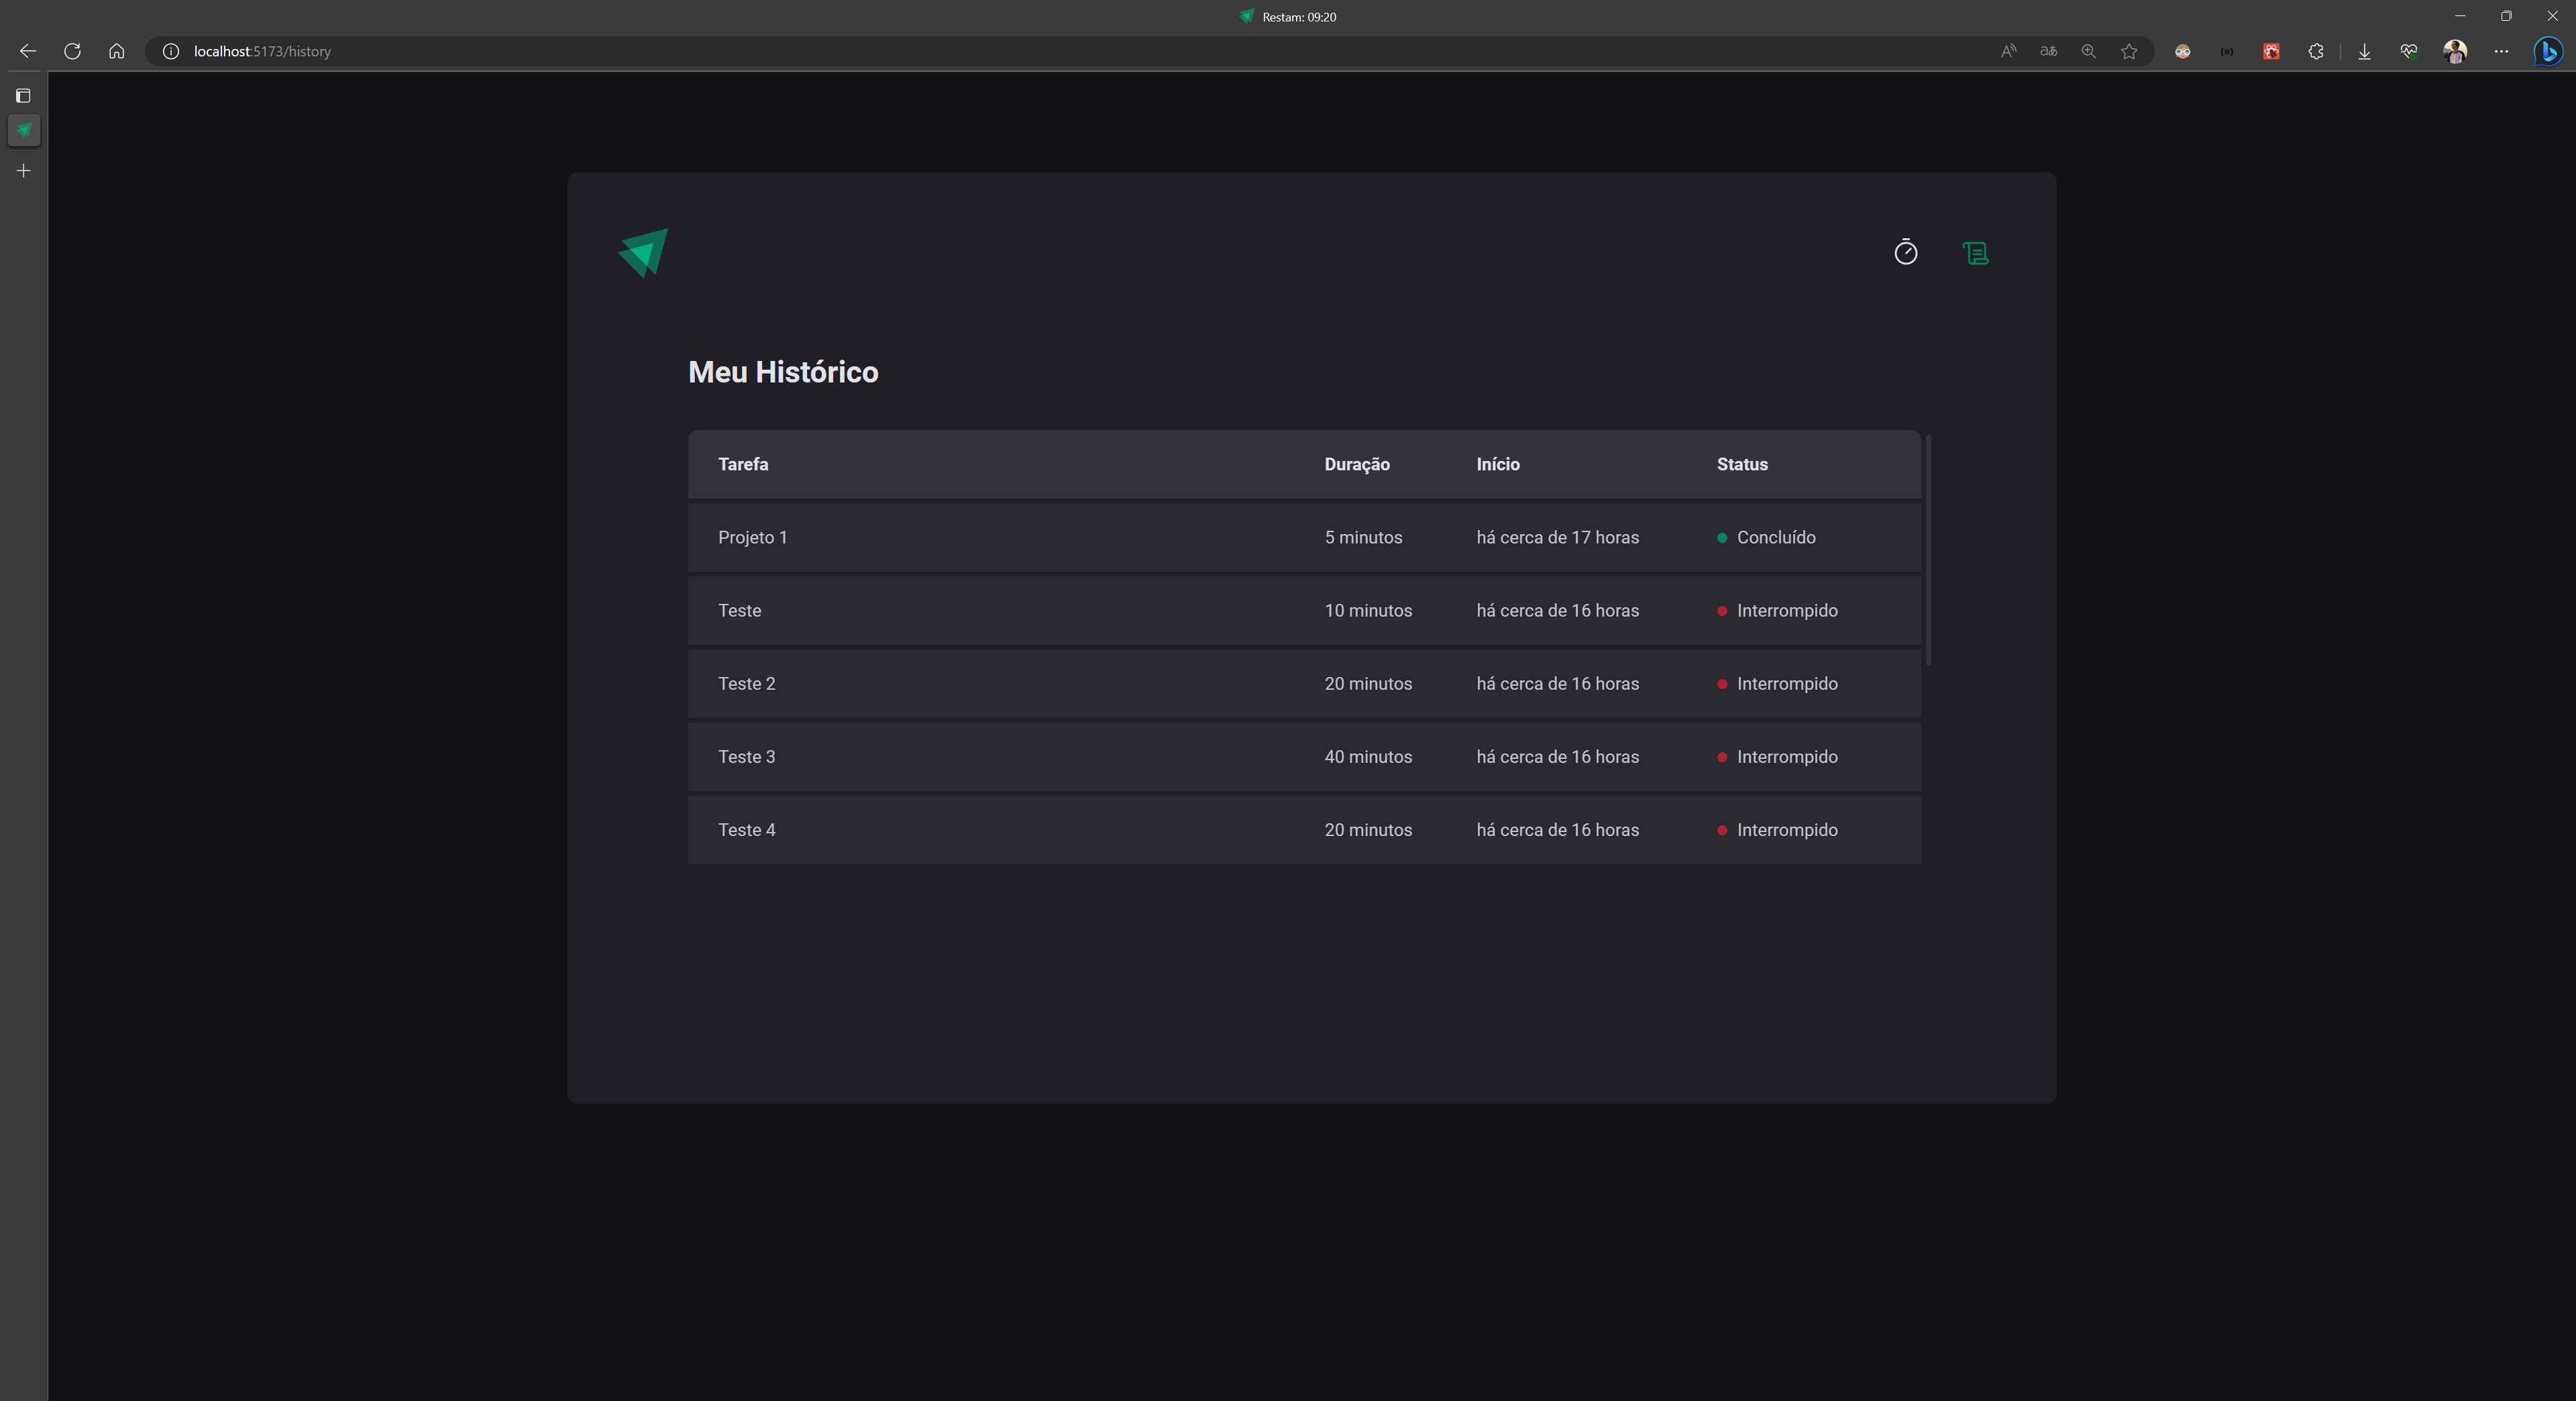 Restam: 09:20
localhost:5173/history
Meu Histórico
Tarefa Duração Início Status
Projeto 1 5 minutos há cerca de 17 horas Concluído
Teste 10 minutos há cerca de 16 horas Interrompido
Teste 2 20 minutos há cerca de 16 horas Interrompido
Teste 3 40 minutos há cerca de 16 horas Interrompido
Teste 4 20 minutos há cerca de 16 horas Interrompido